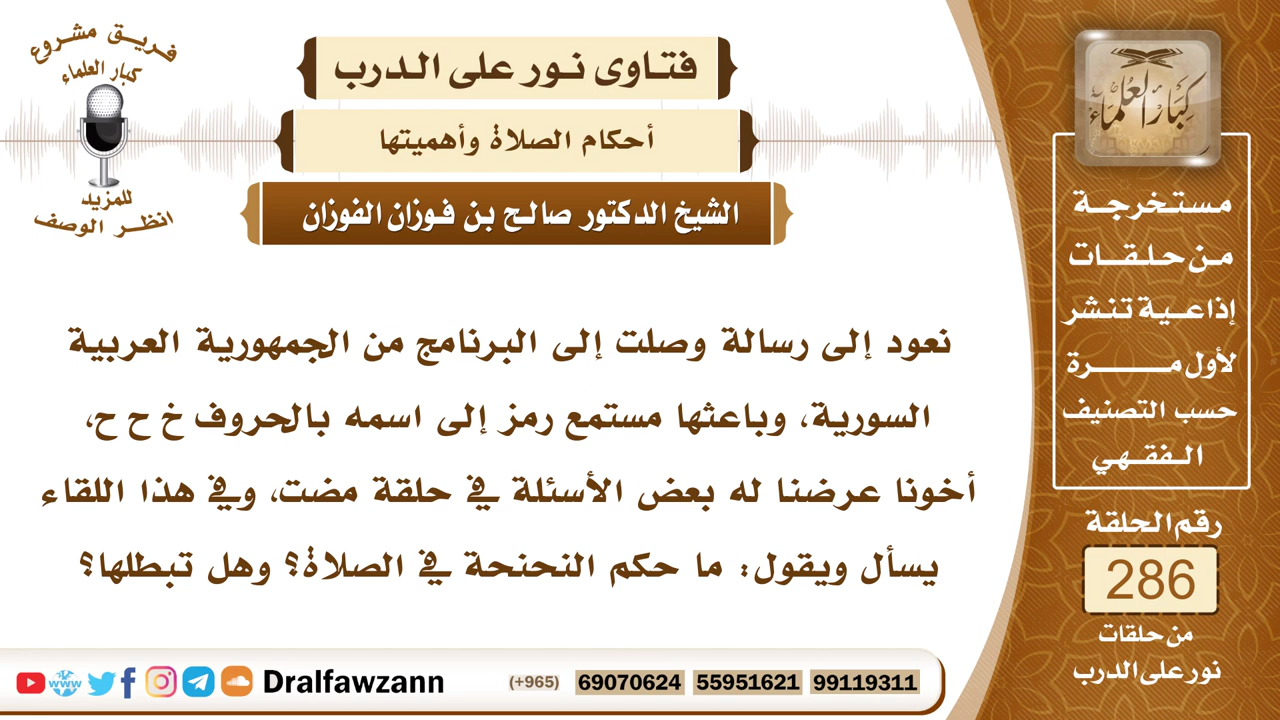 فتاوى نور على الدرب
أحكام الصلاة وأهميتها
الشيخ الدكتور صالح بن فوزان الفوزان
فريق مشروع
كبار العلماء
للمزيد
انظر الوصف
كبار العلماء
مستخرجة
من حلقات
إذاعية تنشر
لأول مرة
حسب التصنيف
الفقهي
رقم الحلقة
286
من حلقات
نور على الدرب
نعود إلى رسالة وصلت إلى البرنامج من الجمهورية العربية
السورية، وباعثها مستمع رمز إلى اسمه بالحروف خ ح ح،
أخونا عرضنا له بعض الأسئلة في حلقة مضت، وفي هذا اللقاء
يسأل ويقول: ما حكم النحنحة في الصلاة؟ وهل تبطلها؟
www Dralfawzann (+965) 69070624 55951621 99119311